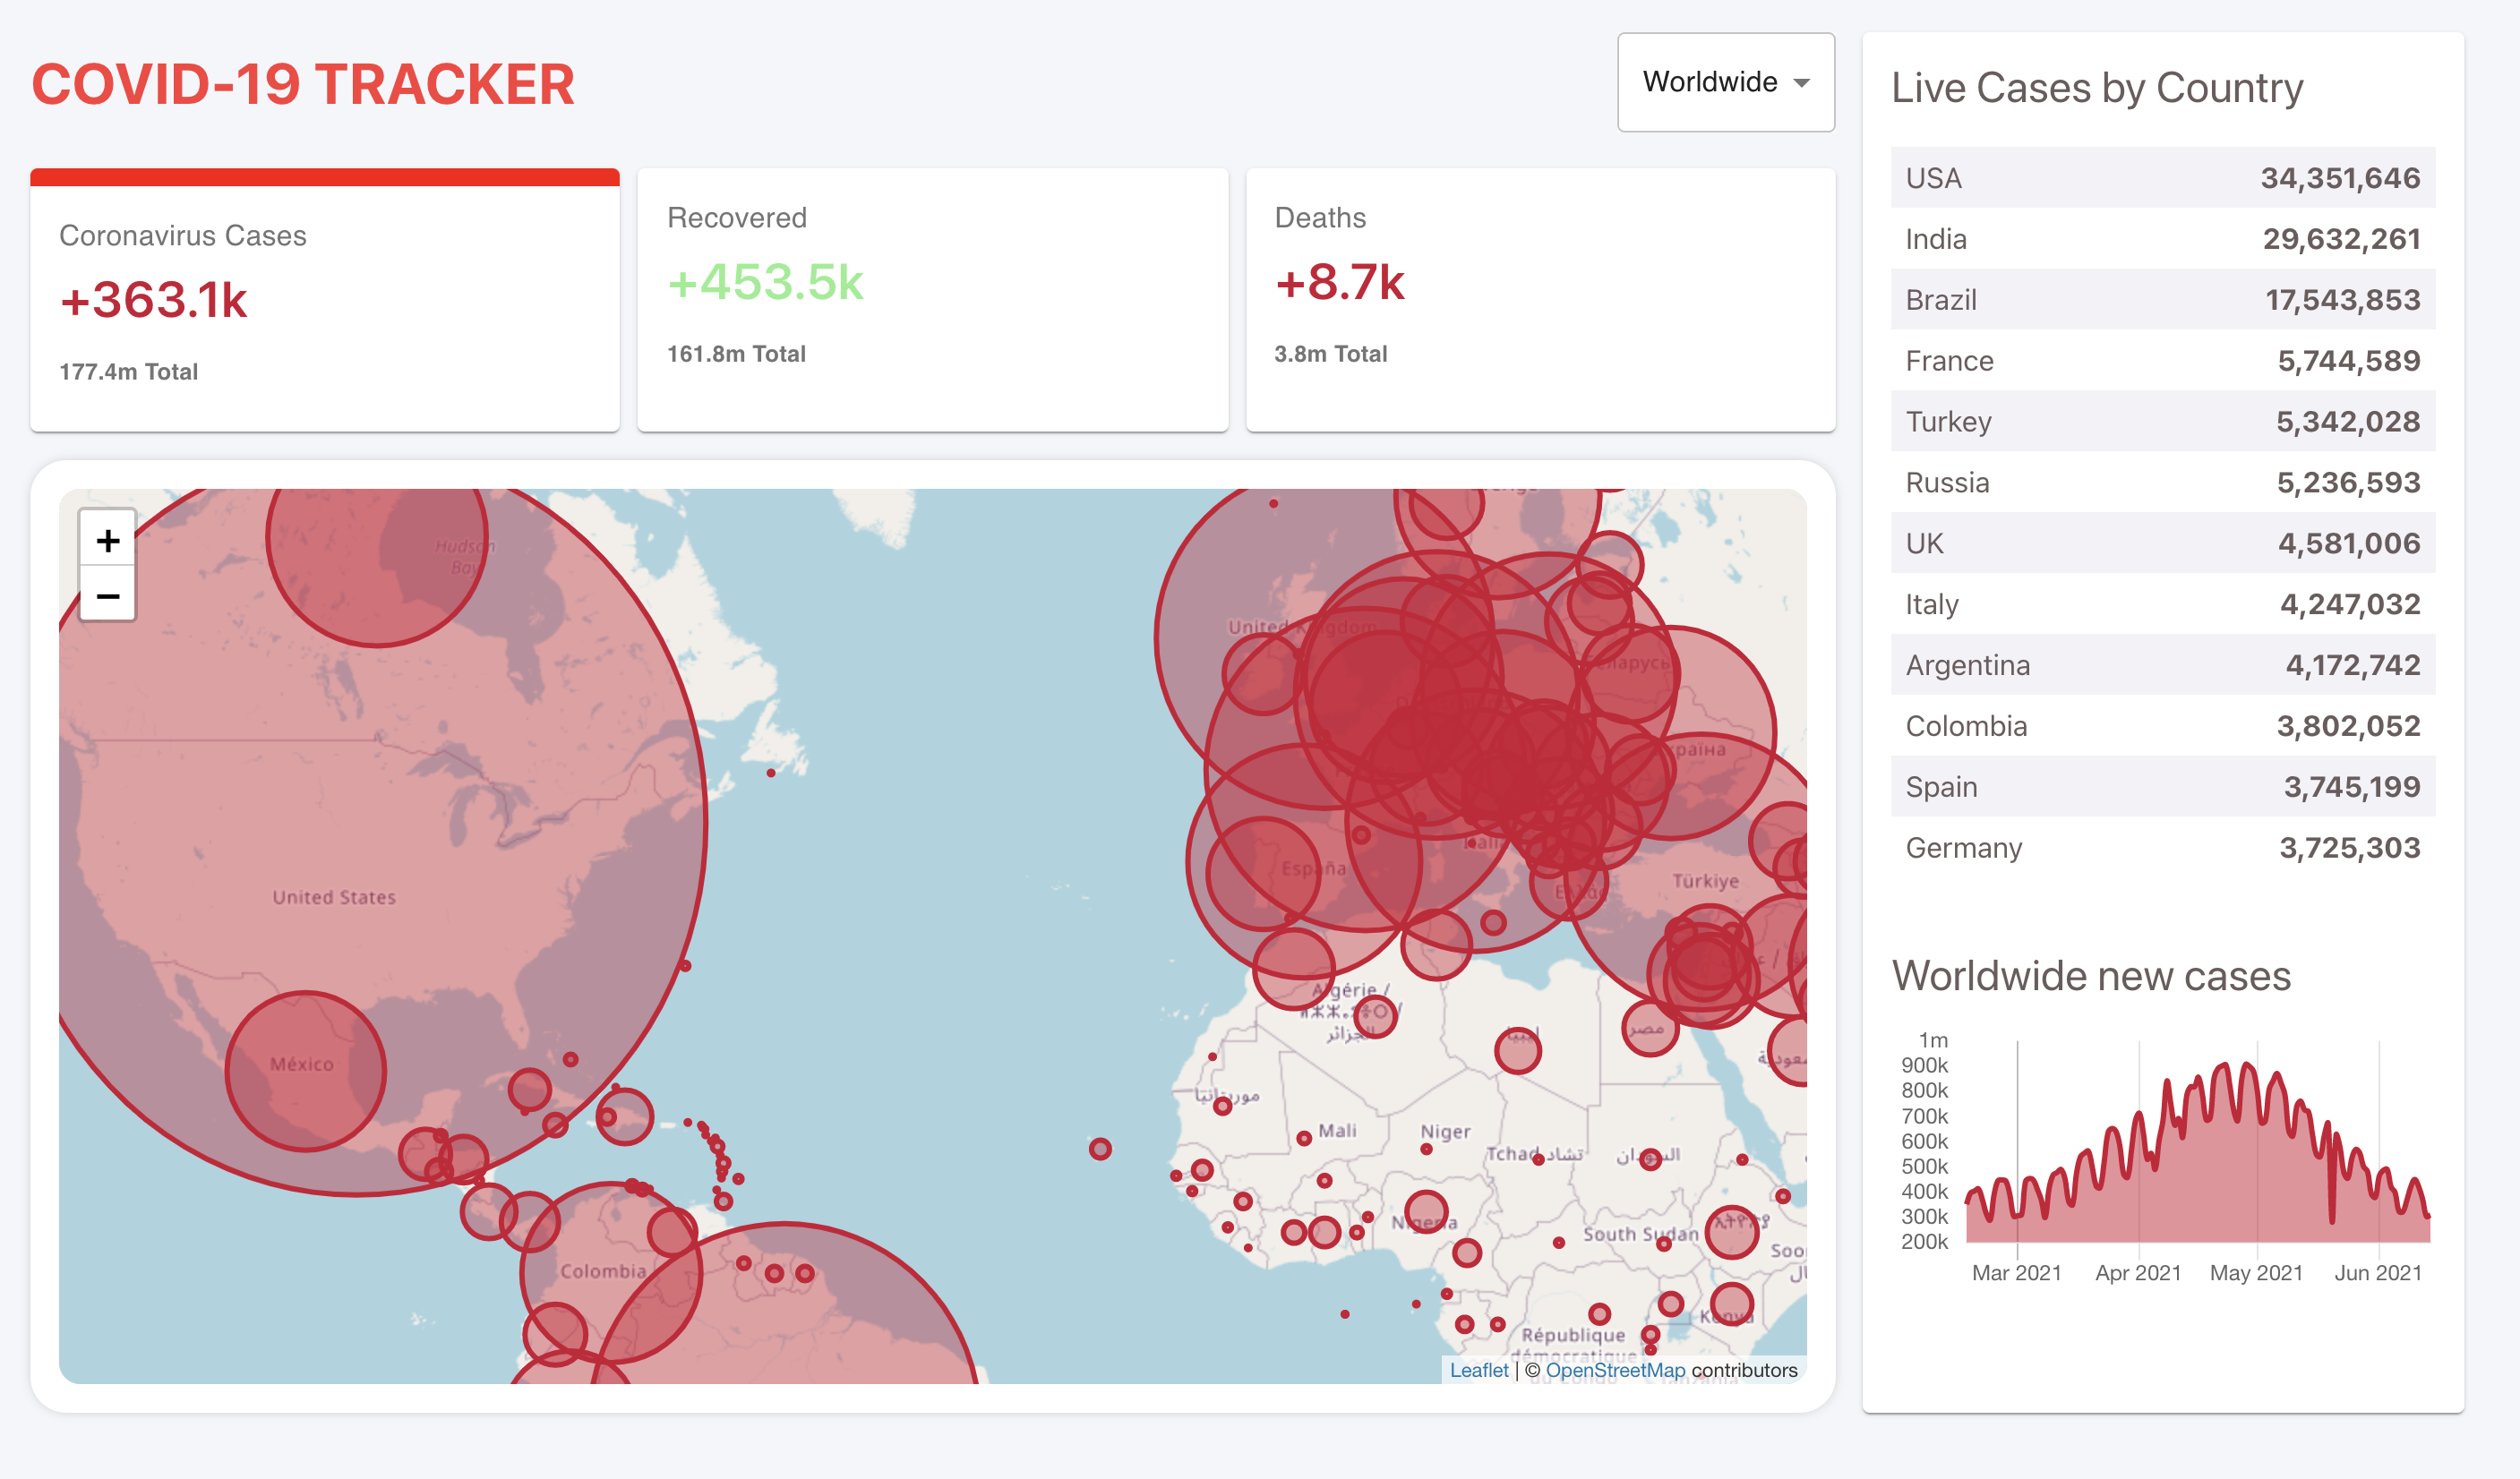 COVID-19 TRACKER
Worldwide
Coronavirus Cases
+363.1k
177.4m Total
Recovered
+453.5k
161.8m Total
Deaths
+8.7k
3.8m Total
+
−
Hudson
Bay
United States
México
Colombia
United Kingdom
España
Türkiye
Algérie /
الجزائر
مصر
موريتانيا
Mali
Niger
Tchad تشاد
السودان
Nigeria
South Sudan
ኢትዮጵያ
Kenya
République
démocratique
du Congo
Leaflet | © OpenStreetMap contributors
Live Cases by Country
USA 34,351,646
India 29,632,261
Brazil 17,543,853
France 5,744,589
Turkey 5,342,028
Russia 5,236,593
UK 4,581,006
Italy 4,247,032
Argentina 4,172,742
Colombia 3,802,052
Spain 3,745,199
Germany 3,725,303
Worldwide new cases
1m
900k
800k
700k
600k
500k
400k
300k
200k
Mar 2021 Apr 2021 May 2021 Jun 2021